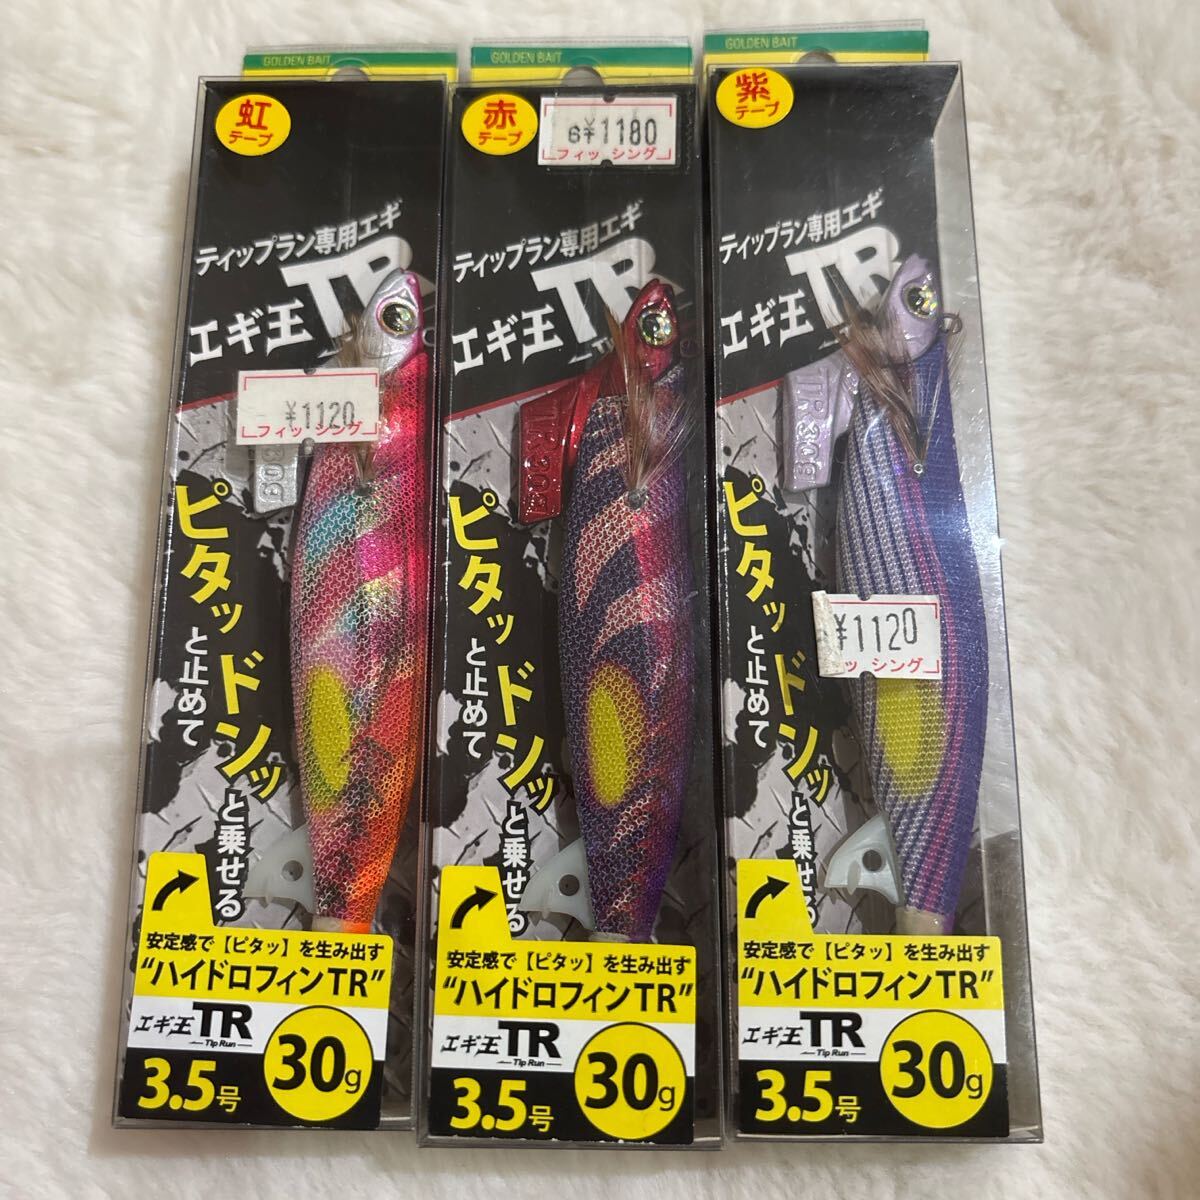 GOLDEN BAIT
虹
テープ
ティップラン専用エギ
エギ王TR
¥1120
フィッシング
30g
ピタッと止めて
ドンッと乗せる
安定感で【ピタッ】を生み出す
"ハイドロフィンTR"
エギ王TR
Tip Run
3.5号
30g
GOLDEN BAIT
赤
テープ
6¥1180
フィッシング
ティップラン専用エギ
エギ王TR
Tip
TR 30g
ピタッと止めて
ドンッと乗せる
安定感で【ピタッ】を生み出す
"ハイドロフィンTR"
エギ王TR
Tip Run
3.5号
30g
GOLDEN BAIT
紫
テープ
ティップラン専用エギ
エギ王TR
TR 30g
¥1120
ッシング
ピタッと止めて
ドンッと乗せる
安定感で【ピタッ】を生み出す
"ハイドロフィンTR"
エギ王TR
Tip Run
3.5号
30g